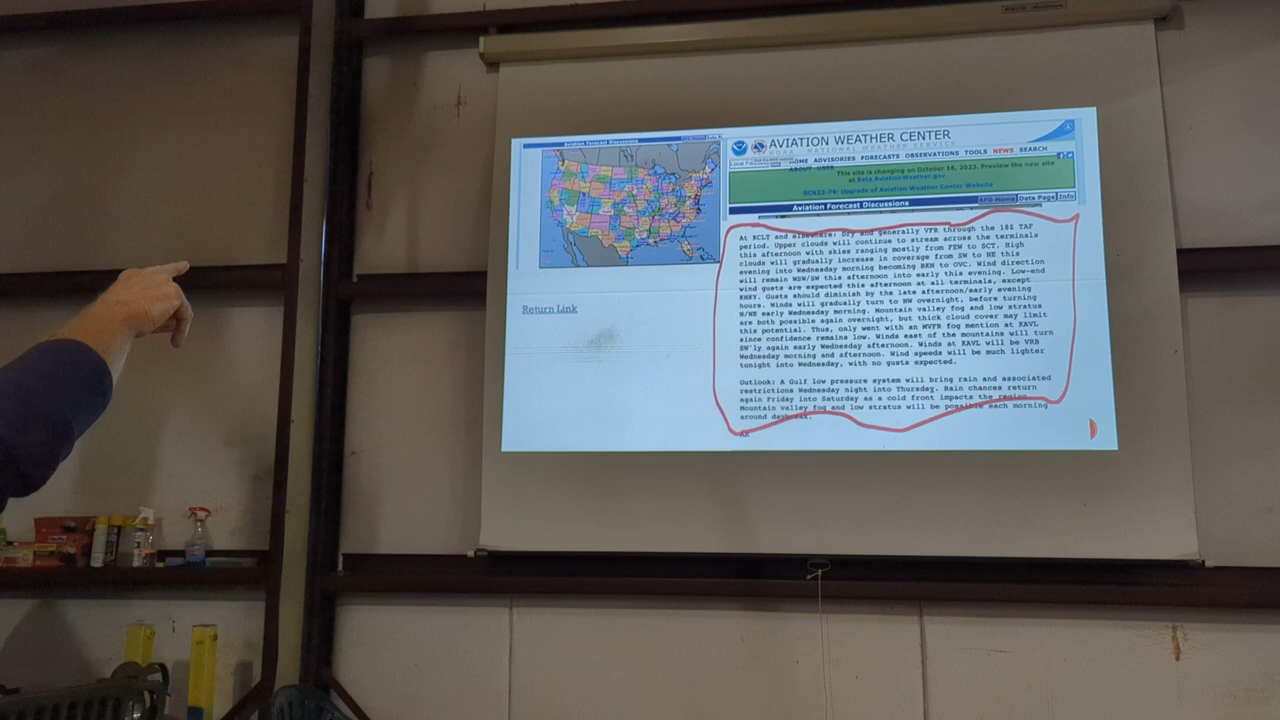 Aviation Forecast Discussions
AVIATION WEATHER CENTER
NOAA NATIONAL WEATHER SERVICE
HOME ADVISORIES FORECASTS OBSERVATIONS TOOLS NEWS SEARCH
ABOUT USER
This site is changing on October 16, 2023. Preview the new site
at Beta.AviationWeather.gov
SCN23-79: Upgrade of Aviation Weather Center Website
Aviation Forecast Discussions
AFD Home Data Page Info
Return Link
At KCLT and elsewhere: Dry and generally VFR through the 18Z TAF
period. Upper clouds will continue to stream across the terminals
this afternoon with skies ranging mostly from FEW to SCT. High
clouds will gradually increase in coverage from SW to NE this
evening into Wednesday morning becoming BKN to OVC. Wind direction
will remain WSW/SW this afternoon into early this evening. Low-end
wind gusts are expected this afternoon at all terminals, except
KHKY. Gusts should diminish by the late afternoon/early evening
hours. Winds will gradually turn to NW overnight, before turning
N/NE early Wednesday morning. Mountain valley fog and low stratus
are both possible again overnight, but thick cloud cover may limit
this potential. Thus, only went with an MVFR fog mention at KAVL
since confidence remains low. Winds east of the mountains will turn
SW'ly again early Wednesday afternoon. Winds at KAVL will be VRB
Wednesday morning and afternoon. Wind speeds will be much lighter
tonight into Wednesday, with no gusts expected.
Outlook: A Gulf low pressure system will bring rain and associated
restrictions Wednesday night into Thursday. Rain chances return
again Friday into Saturday as a cold front impacts the region.
Mountain valley fog and low stratus will be possible each morning
around daybreak.